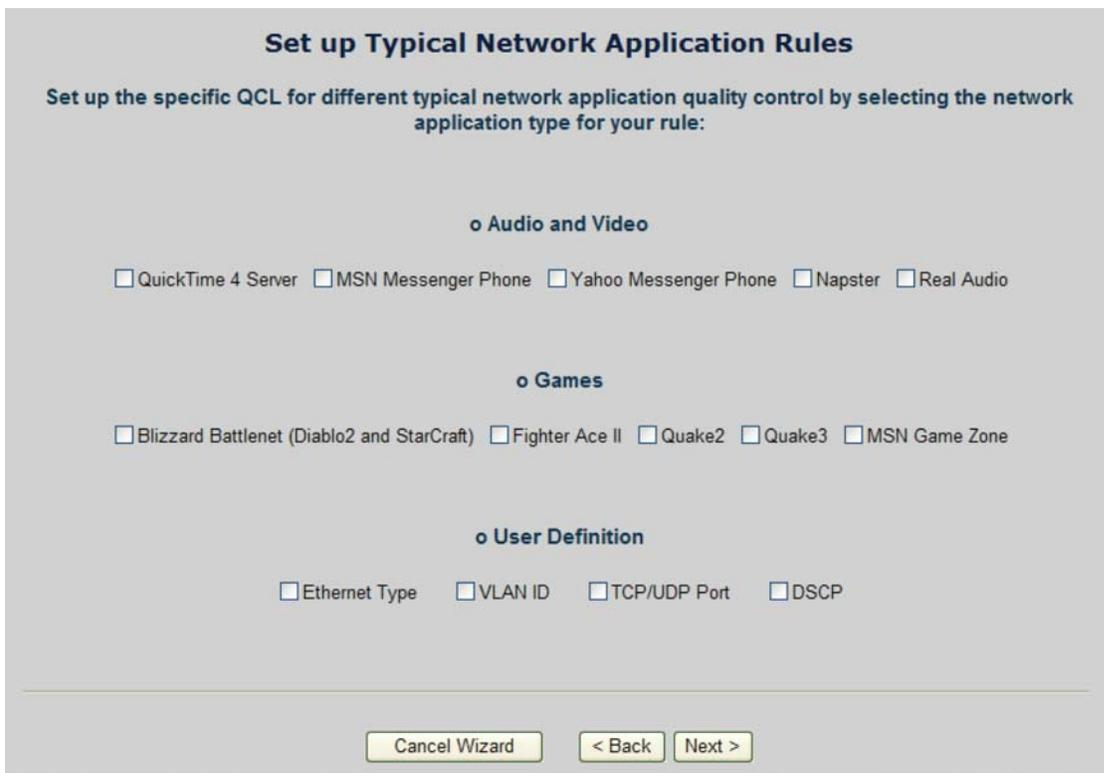 Set up Typical Network Application Rules
Set up the specific QCL for different typical network application quality control by selecting the network
application type for your rule:
o Audio and Video
QuickTime 4 Server MSN Messenger Phone Yahoo Messenger Phone Napster Real Audio
o Games
Blizzard Battlenet (Diablo2 and StarCraft) Fighter Ace II Quake2 Quake3 MSN Game Zone
o User Definition
Ethernet Type VLAN ID TCP/UDP Port DSCP
Cancel Wizard < Back Next >